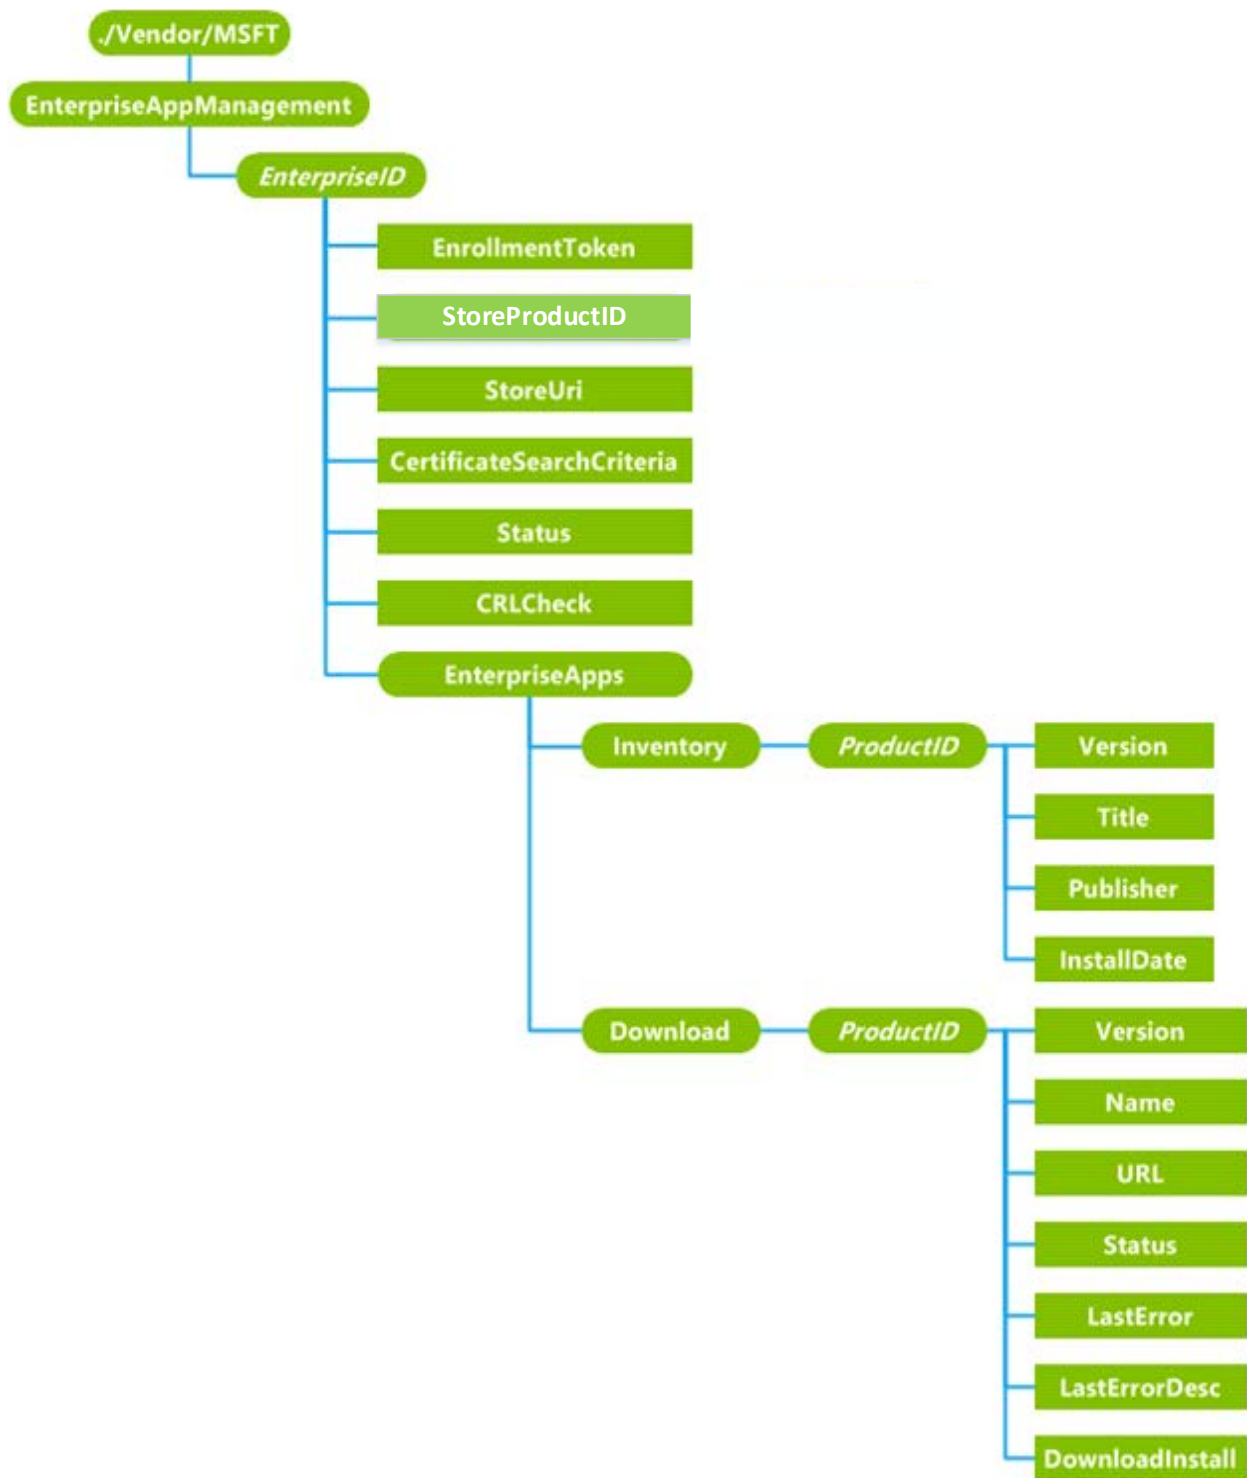 ./Vendor/MSFT
EnterpriseAppManagement
EnterpriseID
EnrollmentToken
StoreProductID
StoreUri
CertificateSearchCriteria
Status
CRLCheck
EnterpriseApps
Inventory
ProductID
Version
Title
Publisher
InstallDate
Download
ProductID
Version
Name
URL
Status
LastError
LastErrorDesc
DownloadInstall